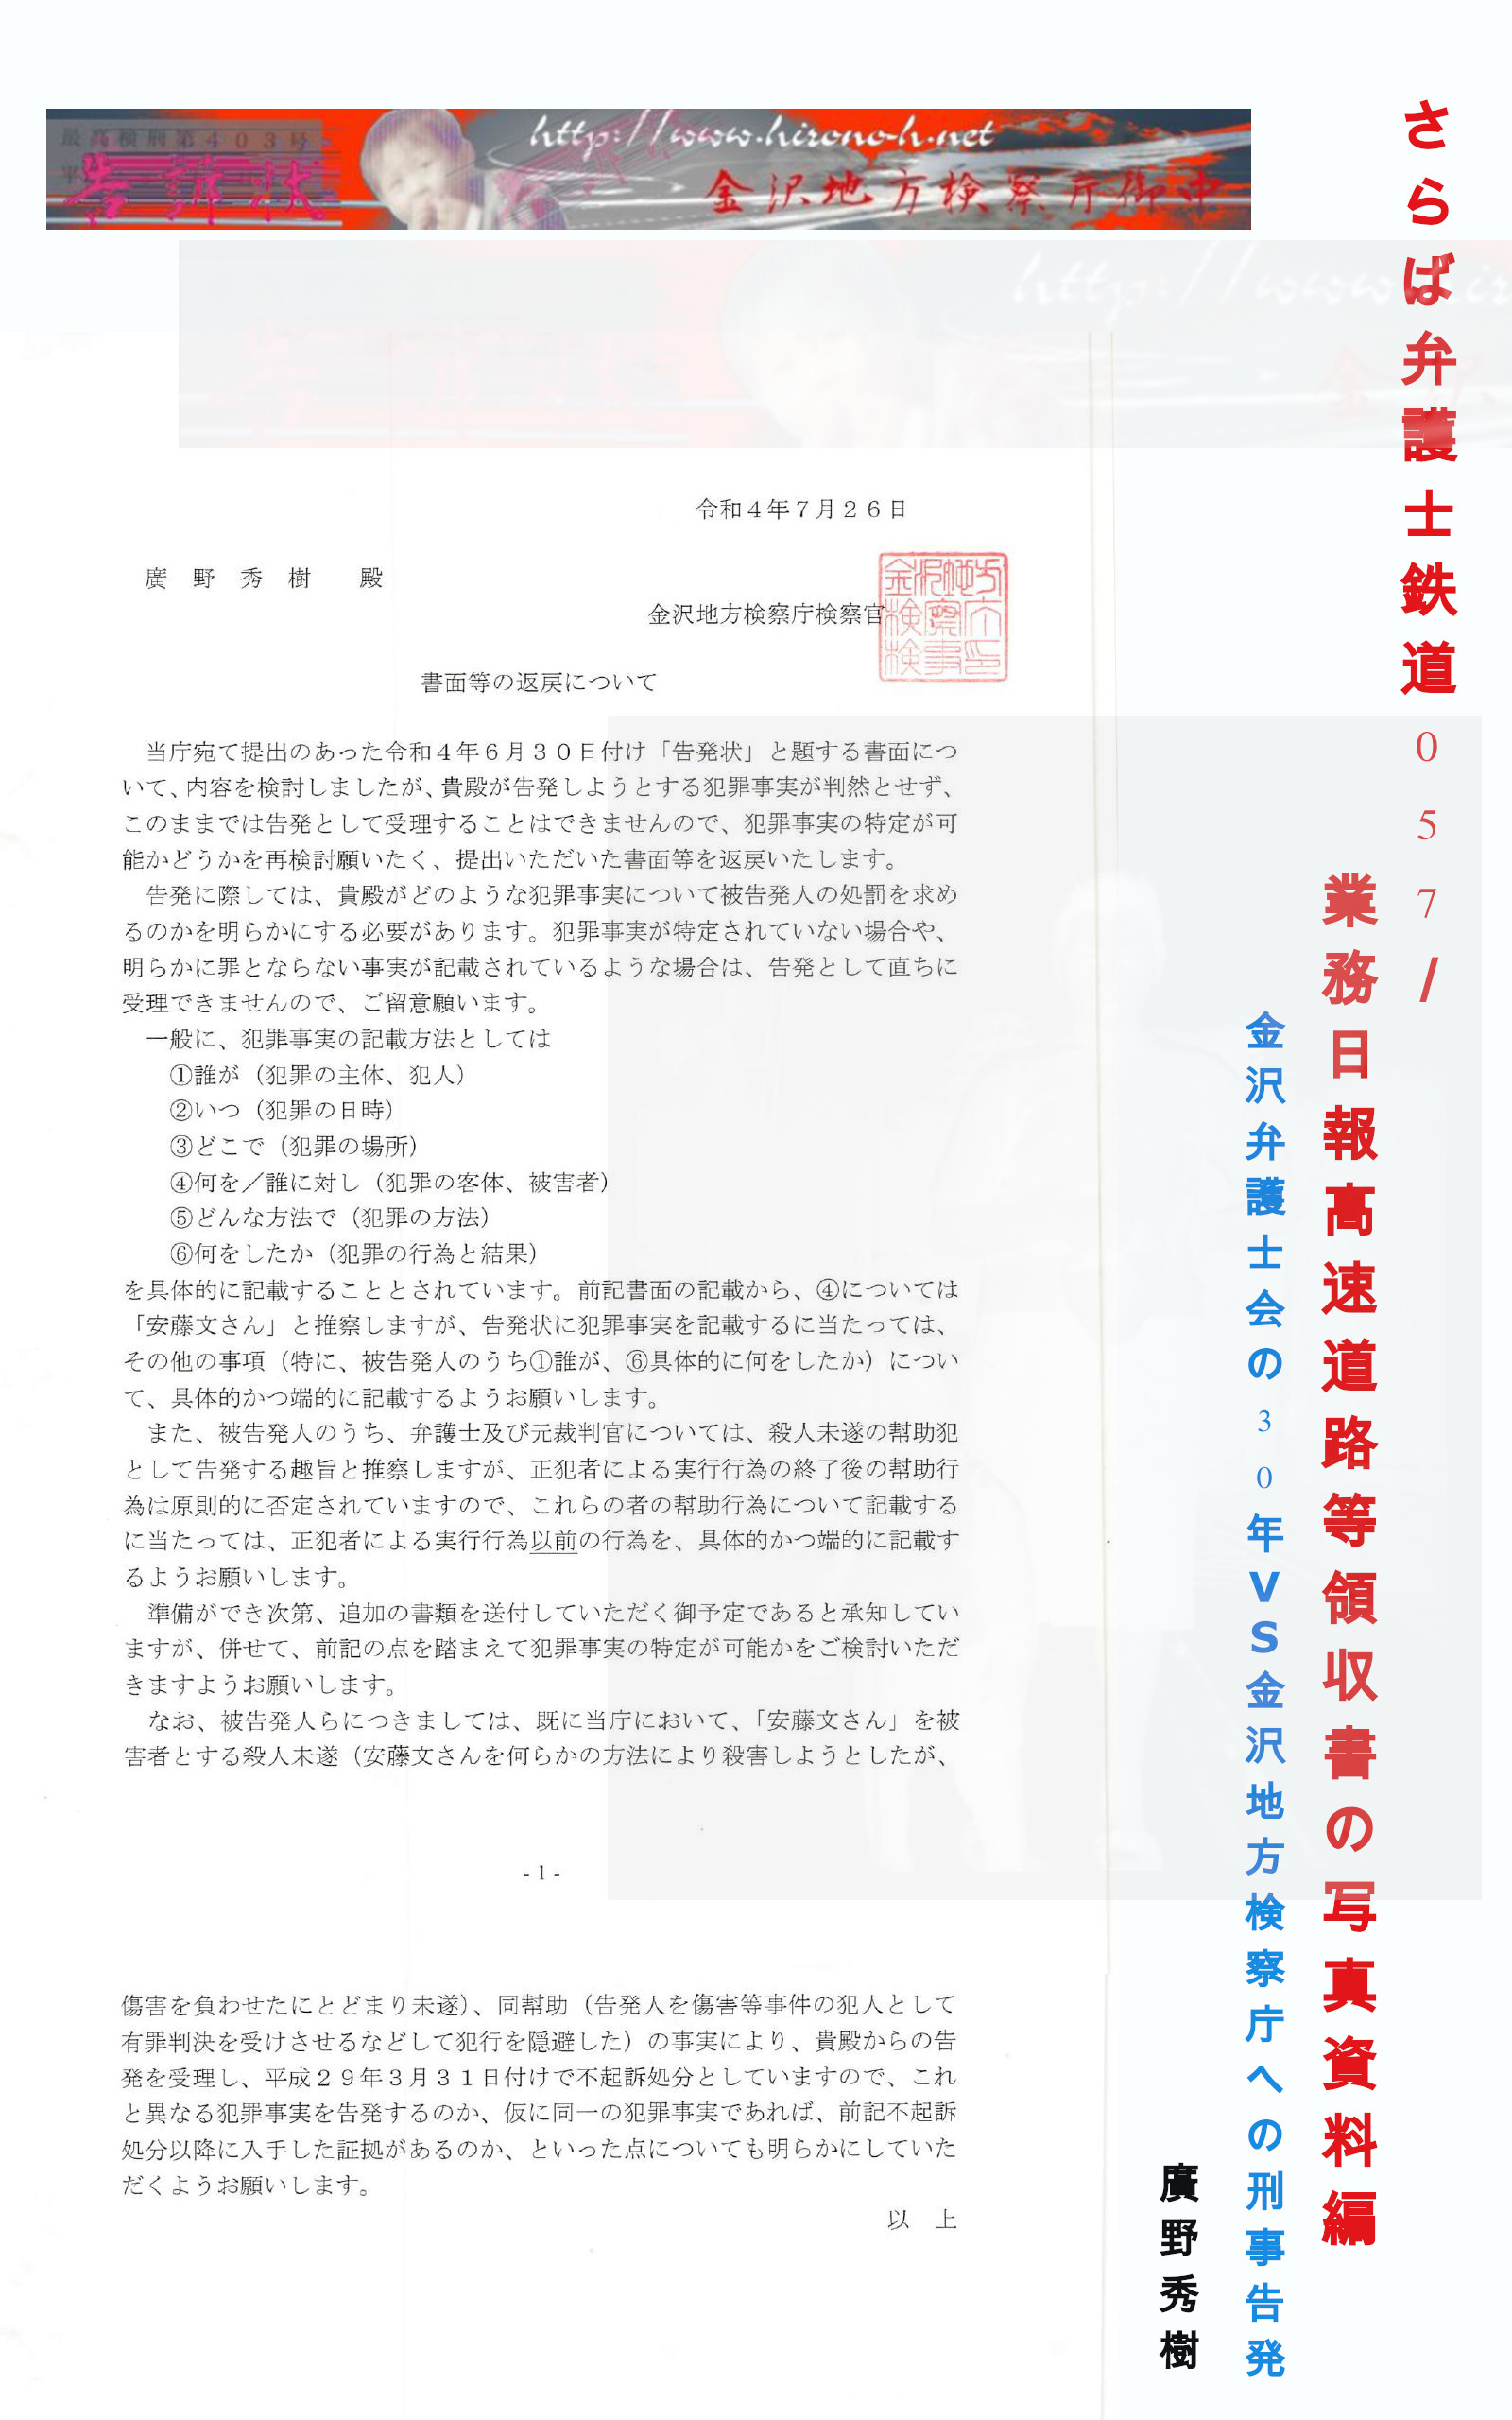 さらば弁護士鉄道057/
業務日報高速道路等領収書の写真資料編
金沢弁護士会の30年VS金沢地方検察庁への刑事告発
廣野秀樹
最高検刑第403号
告訴状
http://www.hirono-h.net
金沢地方検察庁御中
令和4年7月26日
廣野秀樹 殿
金沢地方検察庁検察官
書面等の返戻について
当庁宛て提出のあった令和4年6月30日付け「告発状」と題する書面につ
いて、内容を検討しましたが、貴殿が告発しようとする犯罪事実が判然とせず、
このままでは告発として受理することはできませんので、犯罪事実の特定が可
能かどうかを再検討願いたく、提出いただいた書面等を返戻いたします。
告発に際しては、貴殿がどのような犯罪事実について被告発人の処罰を求め
るのかを明らかにする必要があります。犯罪事実が特定されていない場合や、
明らかに罪とならない事実が記載されているような場合は、告発として直ちに
受理できませんので、ご留意願います。
一般に、犯罪事実の記載方法としては
①誰が（犯罪の主体、犯人）
②いつ（犯罪の日時）
③どこで（犯罪の場所）
④何を／誰に対し（犯罪の客体、被害者）
⑤どんな方法で（犯罪の方法）
⑥何をしたか（犯罪の行為と結果）
を具体的に記載することとされています。前記書面の記載から、④については
「安藤文さん」と推察しますが、告発状に犯罪事実を記載するに当たっては、
その他の事項（特に、被告発人のうち①誰が、⑥具体的に何をしたか）につい
て、具体的かつ端的に記載するようお願いします。
また、被告発人のうち、弁護士及び元裁判官については、殺人未遂の幇助犯
として告発する趣旨と推察しますが、正犯者による実行行為の終了後の幇助行
為は原則的に否定されていますので、これらの者の幇助行為について記載する
に当たっては、正犯者による実行行為以前の行為を、具体的かつ端的に記載す
るようお願いします。
準備ができ次第、追加の書類を送付していただく御予定であると承知してい
ますが、併せて、前記の点を踏まえて犯罪事実の特定が可能かをご検討いただ
きますようお願いします。
なお、被告発人らにつきましては、既に当庁において、「安藤文さん」を被
害者とする殺人未遂（安藤文さんを何らかの方法により殺害しようとしたが、
-1-
傷害を負わせたにとどまり未遂）、同幇助（告発人を傷害等事件の犯人として
有罪判決を受けさせるなどして犯行を隠避した）の事実により、貴殿からの告
発を受理し、平成29年3月31日付けで不起訴処分としていますので、これ
と異なる犯罪事実を告発するのか、仮に同一の犯罪事実であれば、前記不起訴
処分以降に入手した証拠があるのか、といった点についても明らかにしていた
だくようお願いします。
以上